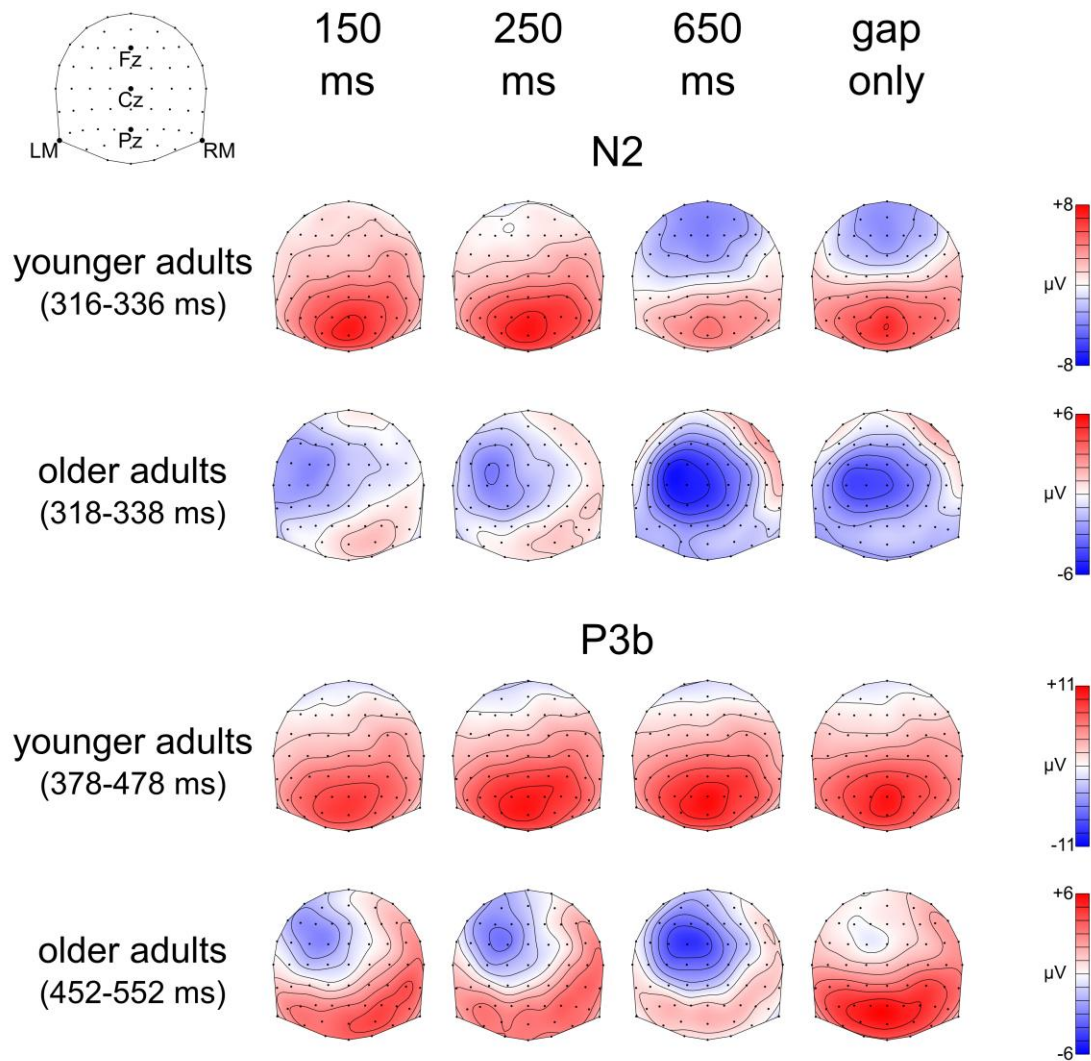 150 ms
250 ms
650 ms
gap only
Fz
Cz
Pz
LM
RM
N2
younger adults
(316-336 ms)
+8
µV
-8
older adults
(318-338 ms)
+6
µV
-6
P3b
younger adults
(378-478 ms)
+11
µV
-11
older adults
(452-552 ms)
+6
µV
-6